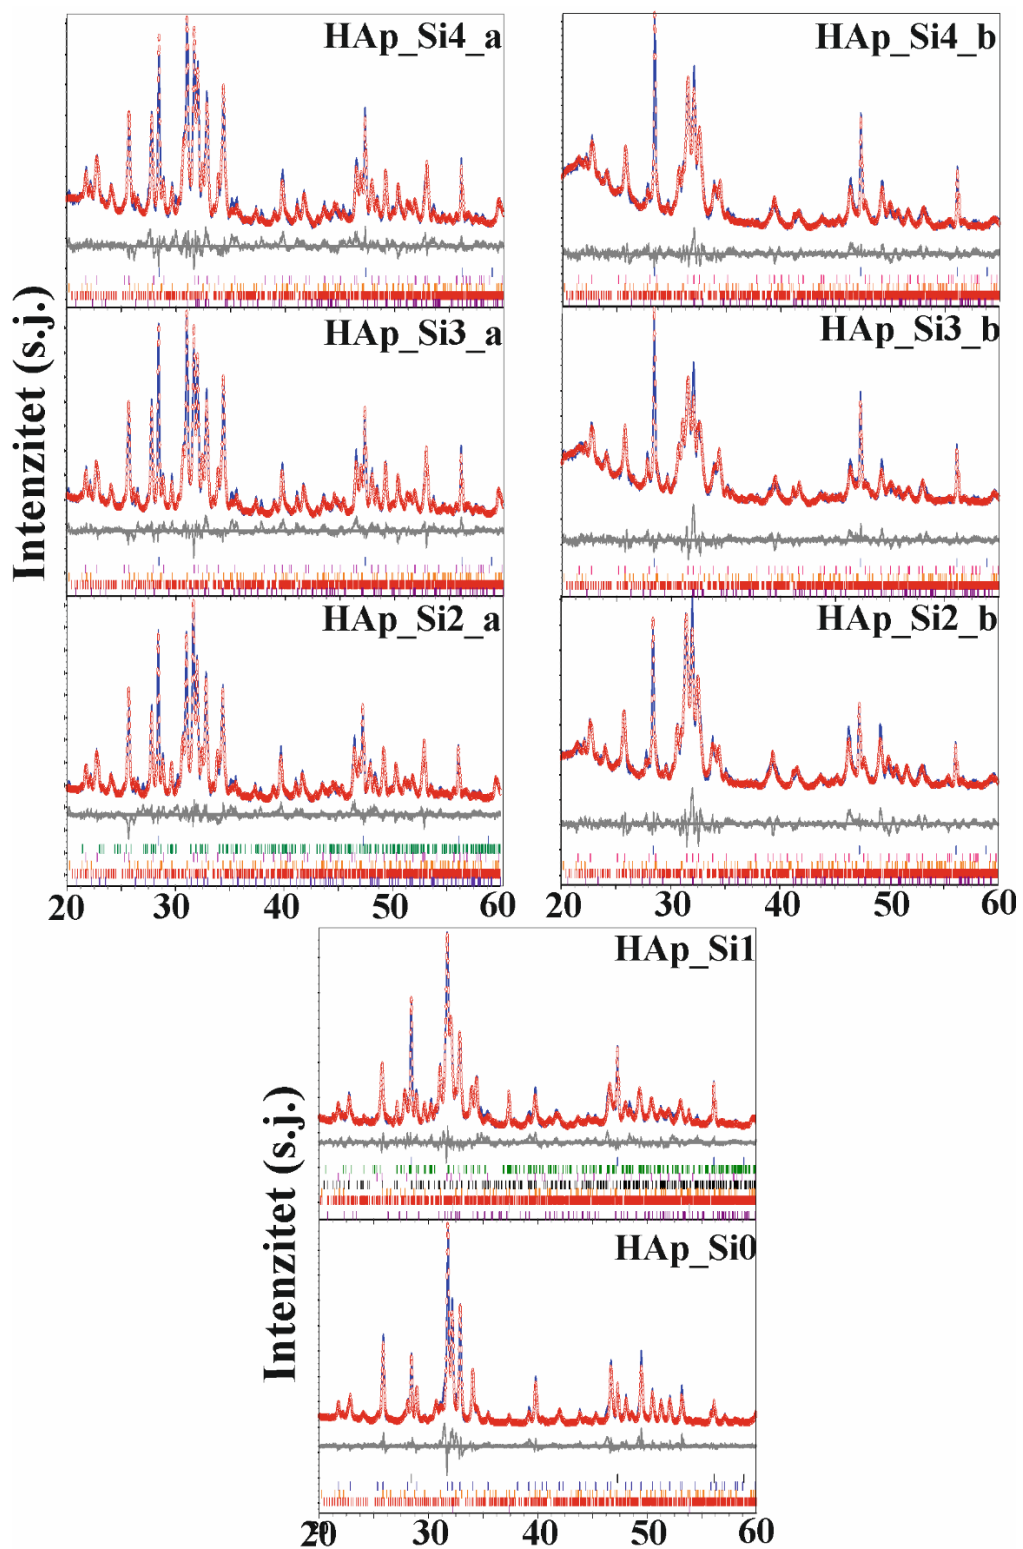 HAp_Si4_a
HAp_Si4_b
HAp_Si3_a
HAp_Si3_b
HAp_Si2_a
HAp_Si2_b
Intenzitet (s.j.)
20 30 40 50 60
20 30 40 50 60
HAp_Si1
HAp_Si0
Intenzitet (s.j.)
20 30 40 50 60